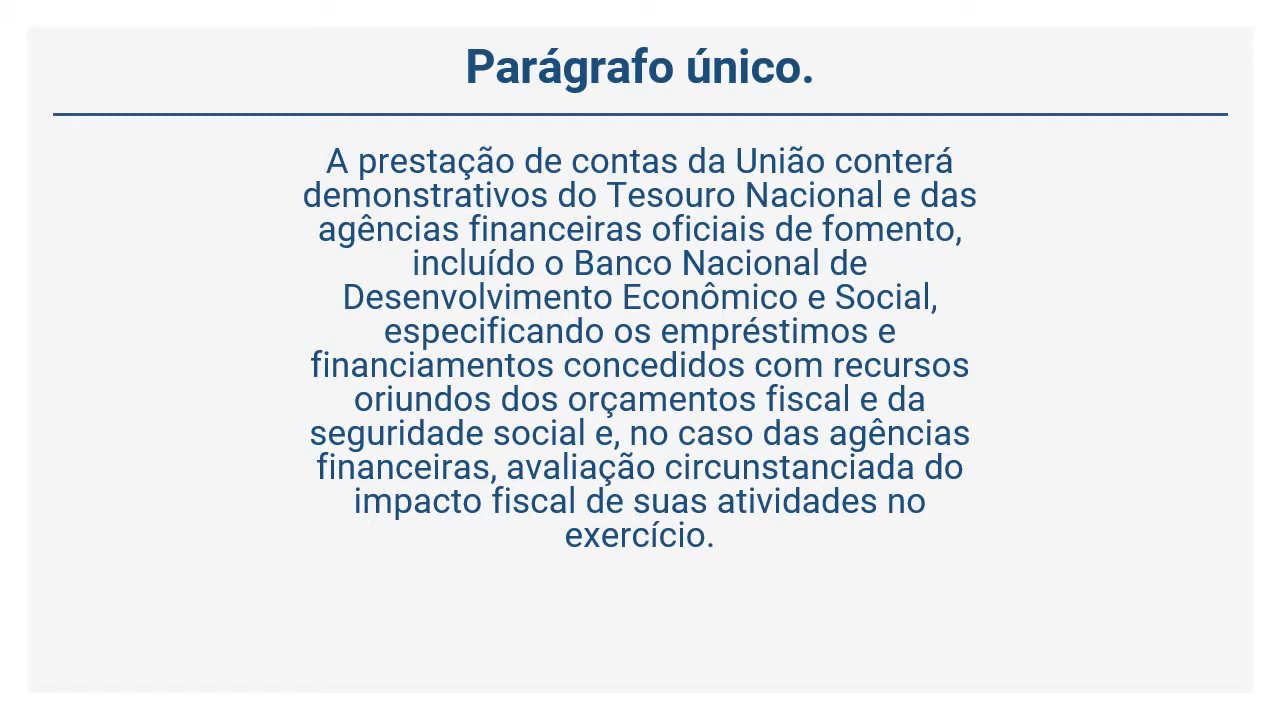 Parágrafo único.
A prestação de contas da União conterá
demonstrativos do Tesouro Nacional e das
agências financeiras oficiais de fomento,
incluído o Banco Nacional de
Desenvolvimento Econômico e Social,
especificando os empréstimos e
financiamentos concedidos com recursos
oriundos dos orçamentos fiscal e da
seguridade social e, no caso das agências
financeiras, avaliação circunstanciada do
impacto fiscal de suas atividades no
exercício.